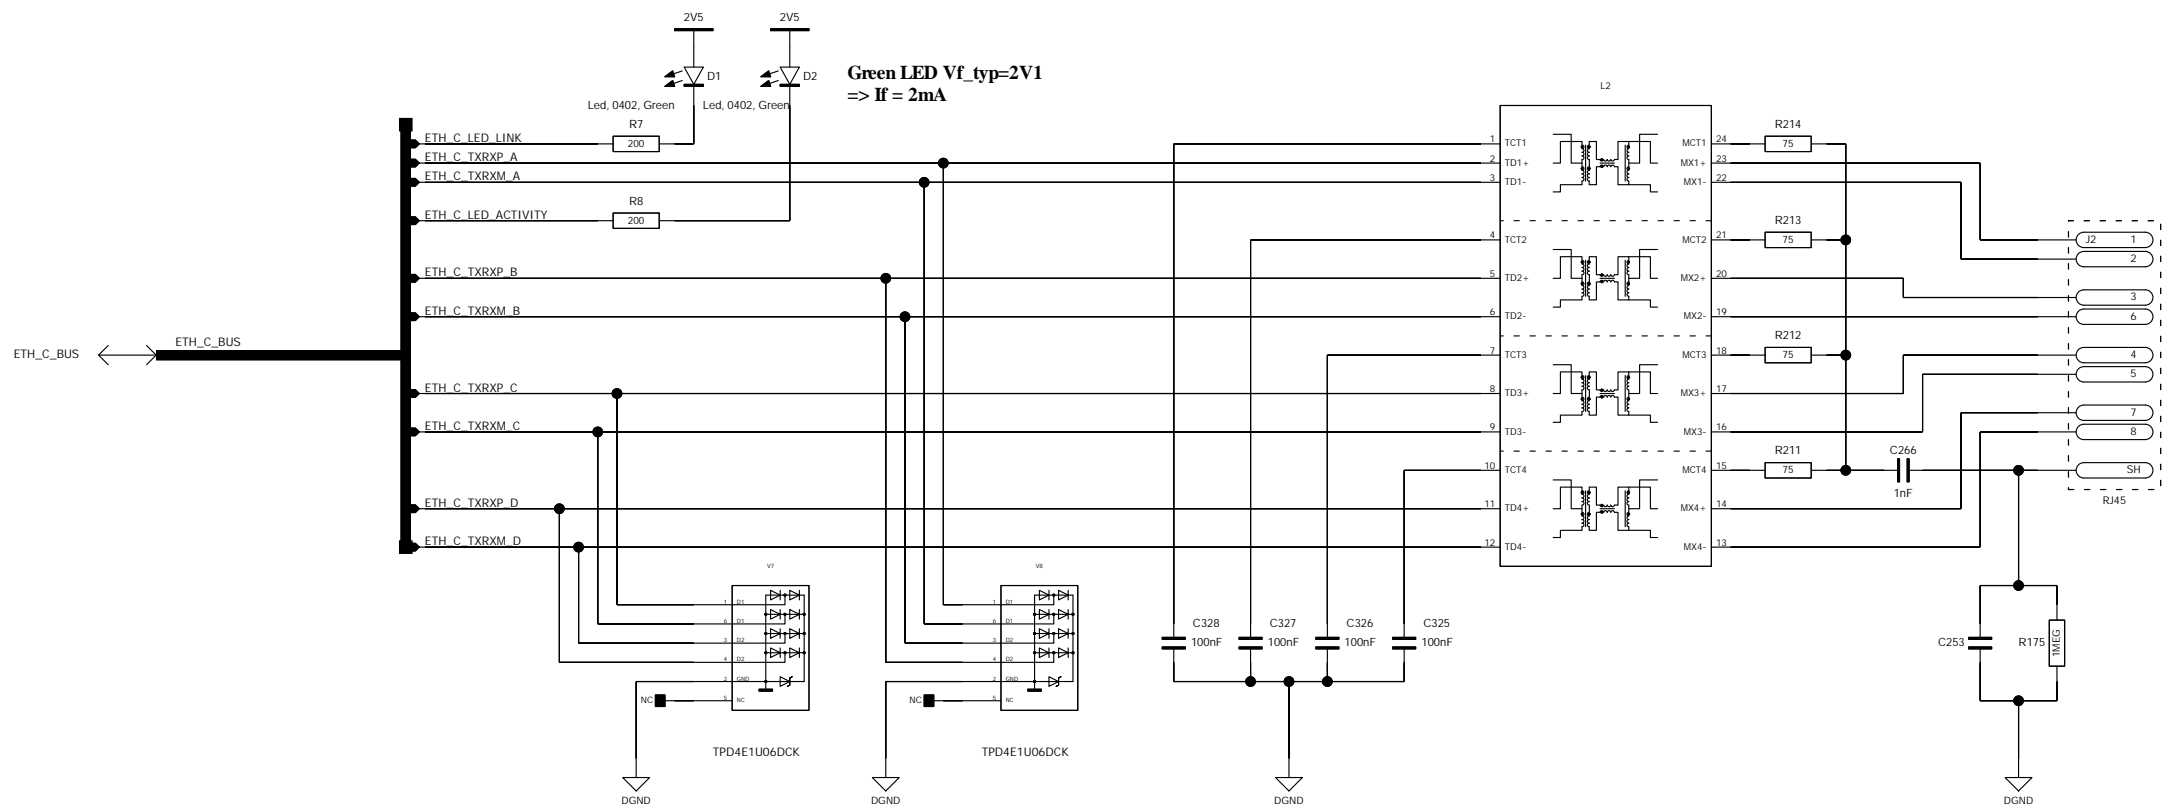 2V5
2V5
D1
D2
Green LED Vf_typ=2V1
=> If = 2mA
Led, 0402, Green
Led, 0402, Green
R7
200
R8
200
ETH_C_LED_LINK
ETH_C_TXRXP_A
ETH_C_TXRXM_A
ETH_C_LED_ACTIVITY
ETH_C_TXRXP_B
ETH_C_TXRXM_B
ETH_C_BUS
ETH_C_BUS
ETH_C_TXRXP_C
ETH_C_TXRXM_C
ETH_C_TXRXP_D
ETH_C_TXRXM_D
V7
1 D1
6 D1
3 D2
4 D2
2 GND
5 NC
NC
TPD4E1U06DCK
DGND
V8
1 D1
6 D1
3 D2
4 D2
2 GND
5 NC
NC
TPD4E1U06DCK
DGND
C328
100nF
C327
100nF
C326
100nF
C325
100nF
DGND
L2
1 TCT1
2 TD1+
3 TD1-
4 TCT2
5 TD2+
6 TD2-
7 TCT3
8 TD3+
9 TD3-
10 TCT4
11 TD4+
12 TD4-
MCT1 24
MX1+ 23
MX1- 22
MCT2 21
MX2+ 20
MX2- 19
MCT3 18
MX3+ 17
MX3- 16
MCT4 15
MX4+ 14
MX4- 13
R214
75
R213
75
R212
75
R211
75
C266
1nF
J2 1
2
3
6
4
5
7
8
SH
RJ45
C253
R175
1MEG
DGND